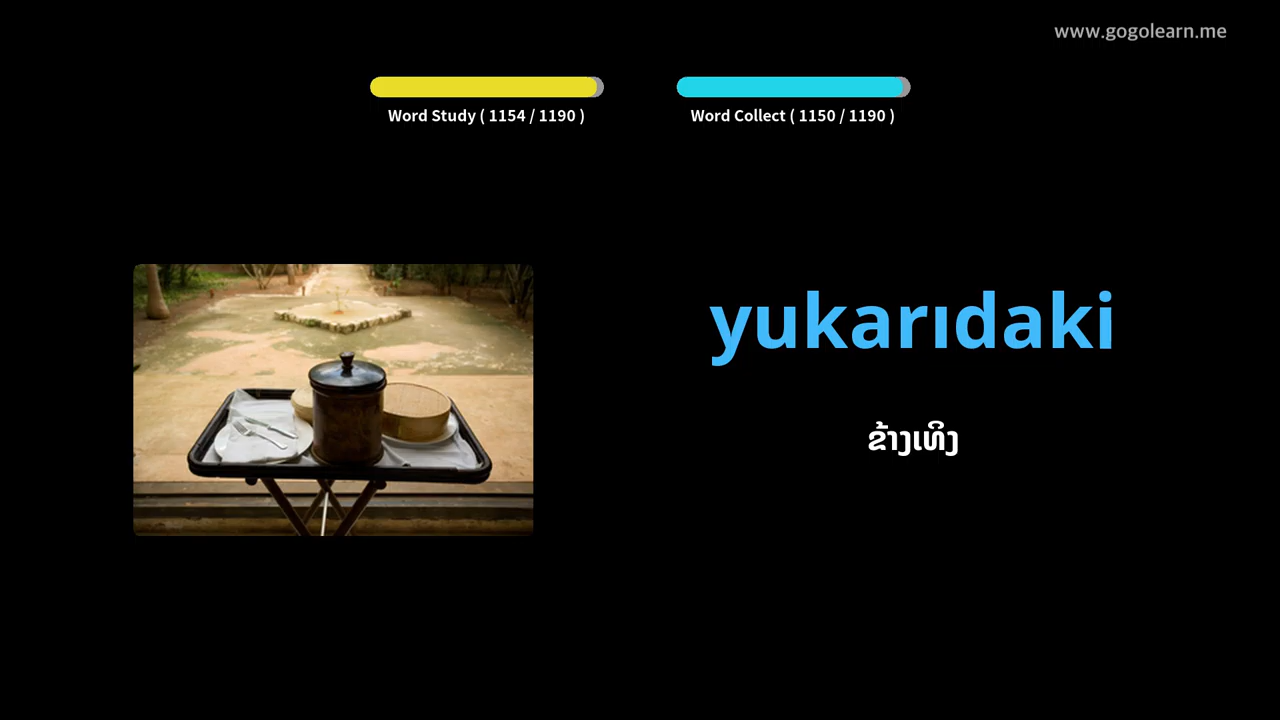 www.gogolearn.me
Word Study ( 1154 / 1190 )
Word Collect ( 1150 / 1190 )
yukarıdaki
ຂ້າງເທິງ